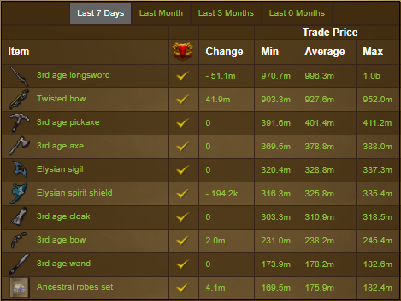 Last 7 Days Last Month Last 3 Months Last 6 Months
Trade Price
Item Change Min Average Max
3rd age longsword - 51.1m 970.7m 996.3m 1.0b
Twisted bow 41.9m 903.3m 927.6m 952.0m
3rd age pickaxe 0 391.6m 401.4m 411.2m
3rd age axe 0 369.5m 378.8m 388.0m
Elysian sigil 0 320.4m 328.8m 337.3m
Elysian spirit shield - 194.2k 316.3m 325.8m 335.4m
3rd age cloak 0 303.3m 310.9m 318.5m
3rd age bow 2.0m 231.0m 238.2m 245.4m
3rd age wand 0 173.9m 178.2m 182.6m
Ancestral robes set 4.1m 169.5m 175.9m 182.4m